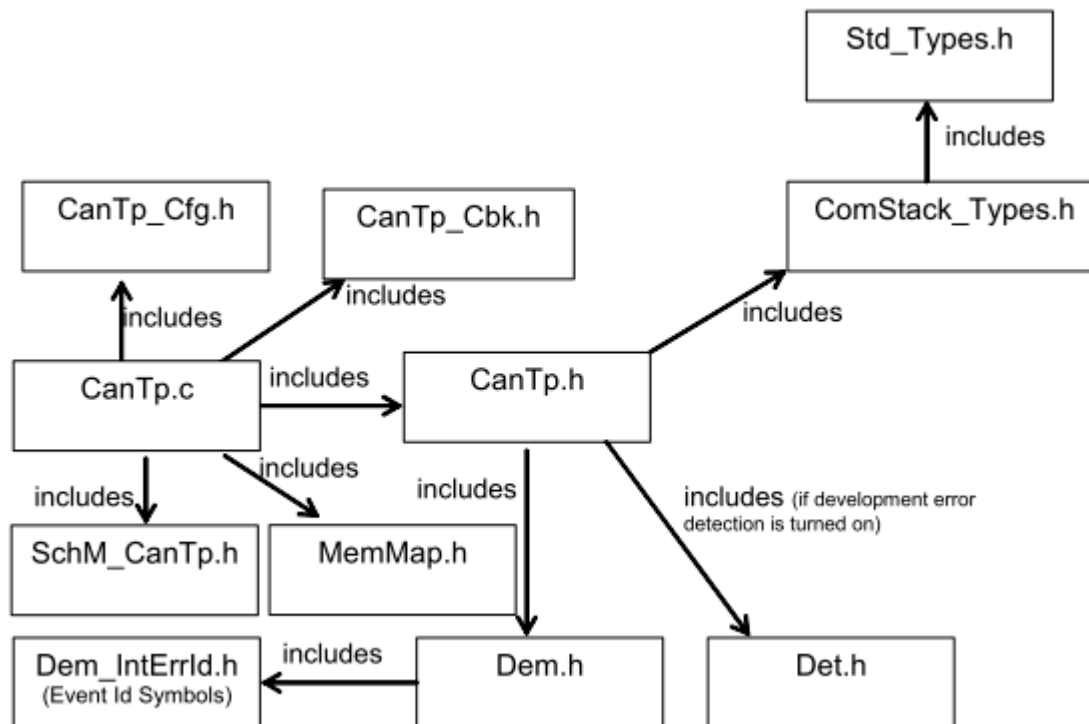 Std_Types.h
includes
CanTp_Cfg.h
CanTp_Cbk.h
ComStack_Types.h
includes
includes
includes
CanTp.c
includes
CanTp.h
includes
includes
includes
includes (if development error
detection is turned on)
SchM_CanTp.h
MemMap.h
Dem_IntErrId.h
(Event Id Symbols)
includes
Dem.h
Det.h